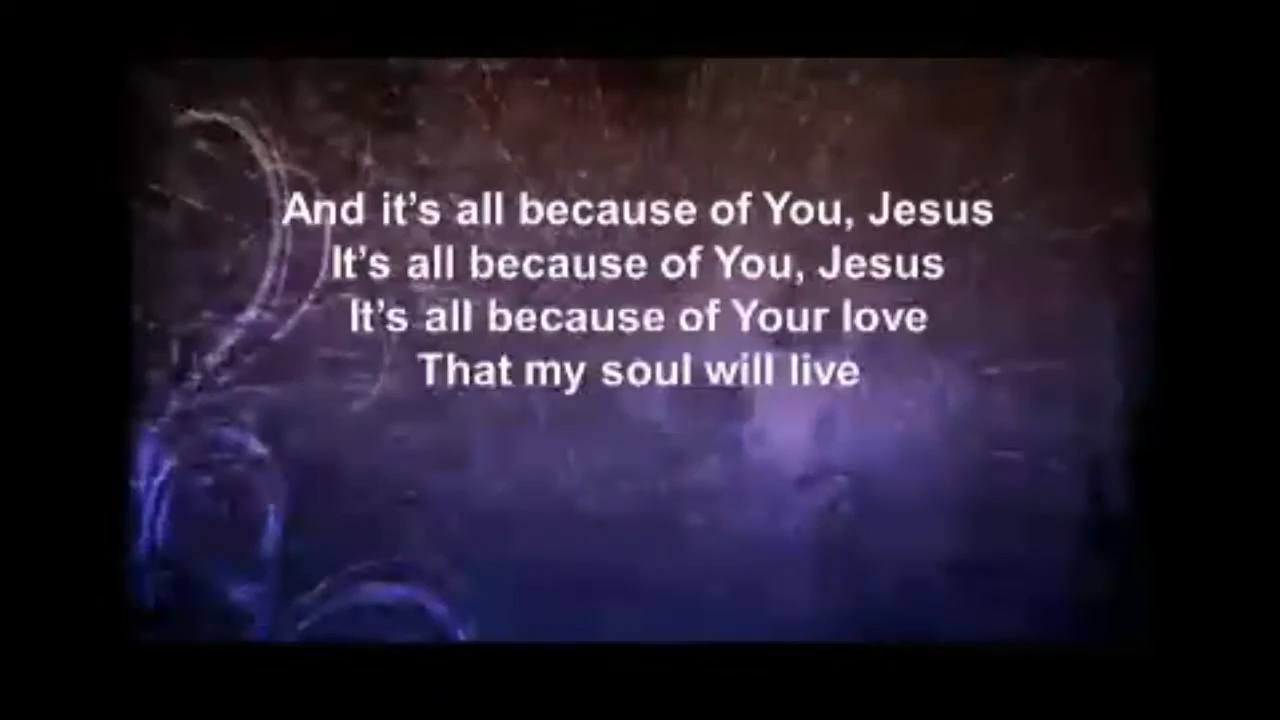 And it’s all because of You, Jesus
It’s all because of You, Jesus
It’s all because of Your love
That my soul will live